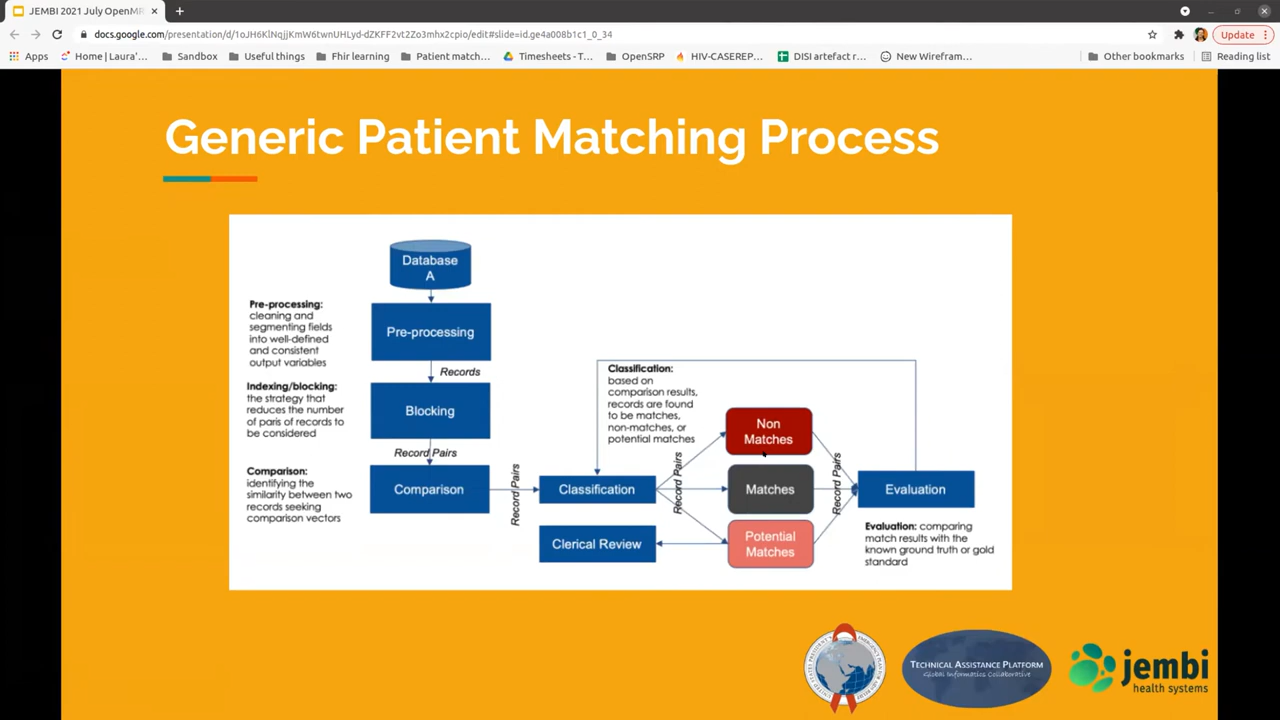 JEMBI 2021 July OpenMR
docs.google.com/presentation/d/1oJH6KlNqjjKmW6twnUHLyd-dZKFF2vt2Zo3mhx2cpio/edit#slide=id.ge4a008b1c1_0_34
Update
Apps
Home | Laura'...
Sandbox
Useful things
Fhir learning
Patient match...
Timesheets - T...
OpenSRP
HIV-CASEREP...
DISI artefact r...
New Wirefram...
Other bookmarks
Reading list
Generic Patient Matching Process
Database
A
Pre-processing:
cleaning and
segmenting fields
into well-defined
and consistent
output variables
Pre-processing
Records
Indexing/blocking:
the strategy that
reduces the number
of paris of records to
be considered
Blocking
Record Pairs
Comparison:
identifying the
similarity between two
records seeking
comparison vectors
Comparison
Record Pairs
Classification:
based on
comparison results,
records are found
to be matches,
non-matches, or
potential matches
Classification
Clerical Review
Record Pairs
Non
Matches
Matches
Potential
Matches
Record Pairs
Evaluation
Evaluation: comparing
match results with the
known ground truth or gold
standard
TECHNICAL ASSISTANCE PLATFORM
Global Informatics Collaborative
jembi
health systems